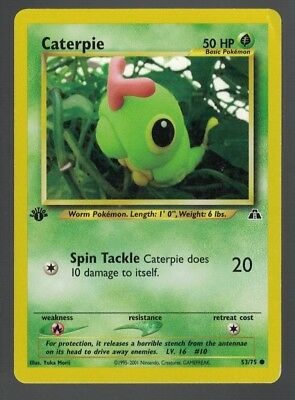 Caterpie
50 HP
Basic Pokémon
EDITION
1
Worm Pokémon. Length: 1' 0", Weight: 6 lbs.
Spin Tackle Caterpie does
10 damage to itself.
20
weakness
resistance
retreat cost
For protection, it releases a horrible stench from the antennae
on its head to drive away enemies. LV. 16 #10
Illus. Yuka Morii
©1995-2001 Nintendo, Creatures, GAMEFREAK.
53/75